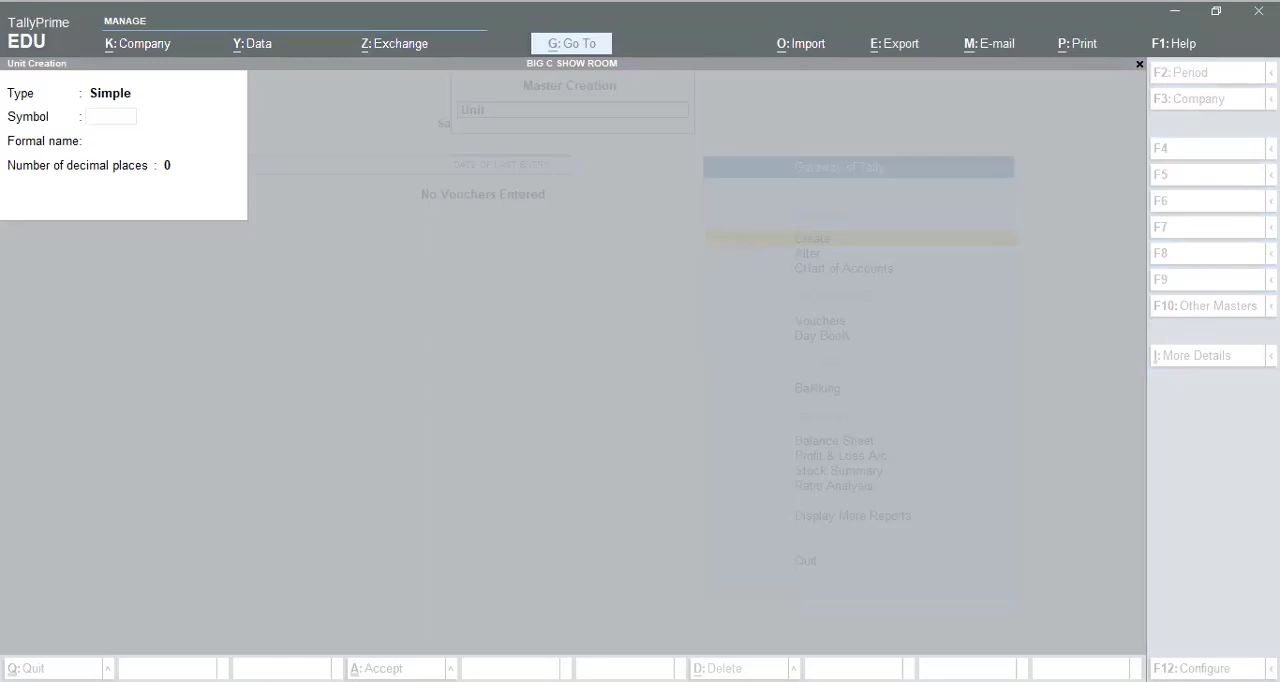 TallyPrime
MANAGE
EDU
K: Company
Y: Data
Z: Exchange
G: Go To
O: Import
E: Export
M: E-mail
P: Print
F1: Help
Unit Creation
BIG C SHOW ROOM
Type : Simple
Symbol :
Formal name:
Number of decimal places : 0
Master Creation
Unit
DATE OF LAST ENTRY
No Vouchers Entered
Gateway of Tally
Create
Alter
CHart of Accounts
Vouchers
Day BooK
BaNking
Balance Sheet
Profit & Loss A/c
Stock Summary
Ratio Analysis
Display More Reports
Quit
F2: Period
F3: Company
F4
F5
F6
F7
F8
F9
F10: Other Masters
I: More Details
Q: Quit
A: Accept
D: Delete
F12: Configure